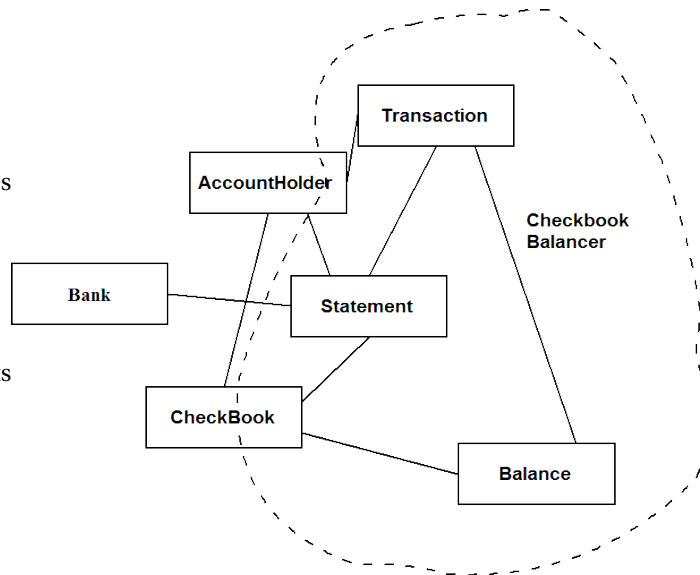 Transaction
s
AccountHolder
Checkbook
Balancer
Bank
Statement
s
CheckBook
Balance